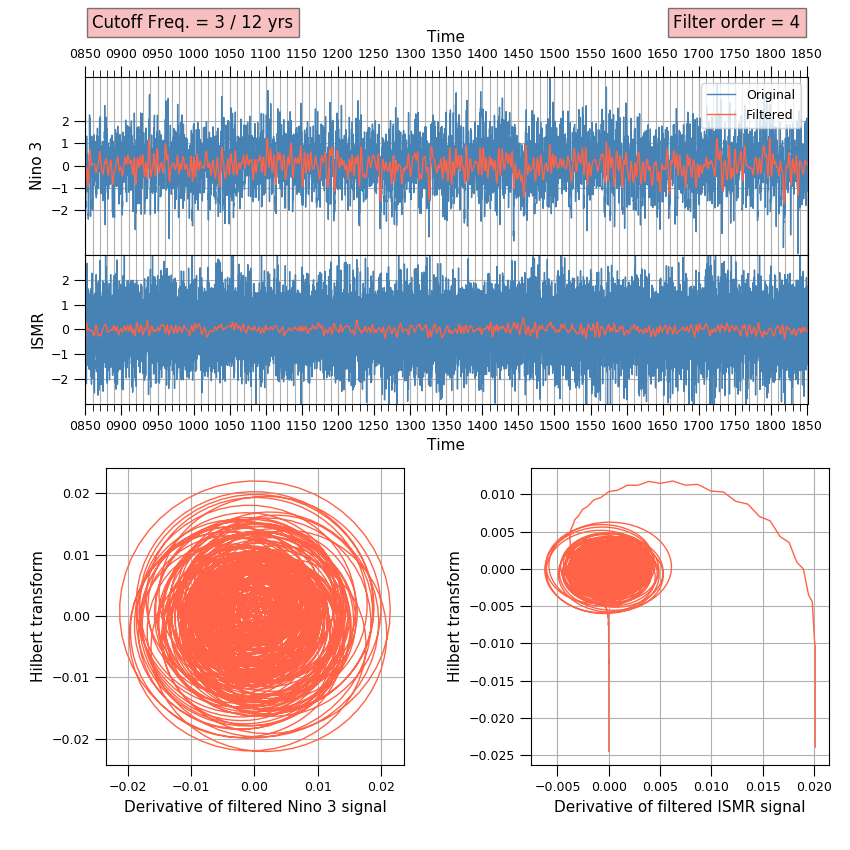 Cutoff Freq. = 3 / 12 yrs
Filter order = 4
Time
0850 0900 0950 1000 1050 1100 1150 1200 1250 1300 1350 1400 1450 1500 1550 1600 1650 1700 1750 1800 1850
Original
Filtered
Nino 3
2
1
0
−1
−2
ISMR
2
1
0
−1
−2
0850 0900 0950 1000 1050 1100 1150 1200 1250 1300 1350 1400 1450 1500 1550 1600 1650 1700 1750 1800 1850
Time
Hilbert transform
0.02
0.01
0.00
−0.01
−0.02
−0.02 −0.01 0.00 0.01 0.02
Derivative of filtered Nino 3 signal
Hilbert transform
0.010
0.005
0.000
−0.005
−0.010
−0.015
−0.020
−0.025
−0.005 0.000 0.005 0.010 0.015 0.020
Derivative of filtered ISMR signal